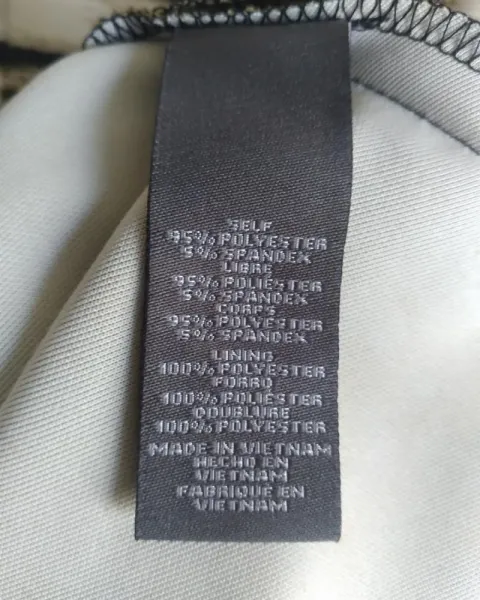 SELF
95% POLYESTER
5% SPANDEX
LIBRE
95% POLIESTER
5% SPANDEX
CORPS
95% POLYESTER
5% SPANDEX
LINING
100% POLYESTER
FORRO
100% POLIESTER
DOUBLURE
100% POLYESTER
MADE IN VIETNAM
HECHO EN
VIETNAM
FABRIQUÉ EN
VIETNAM